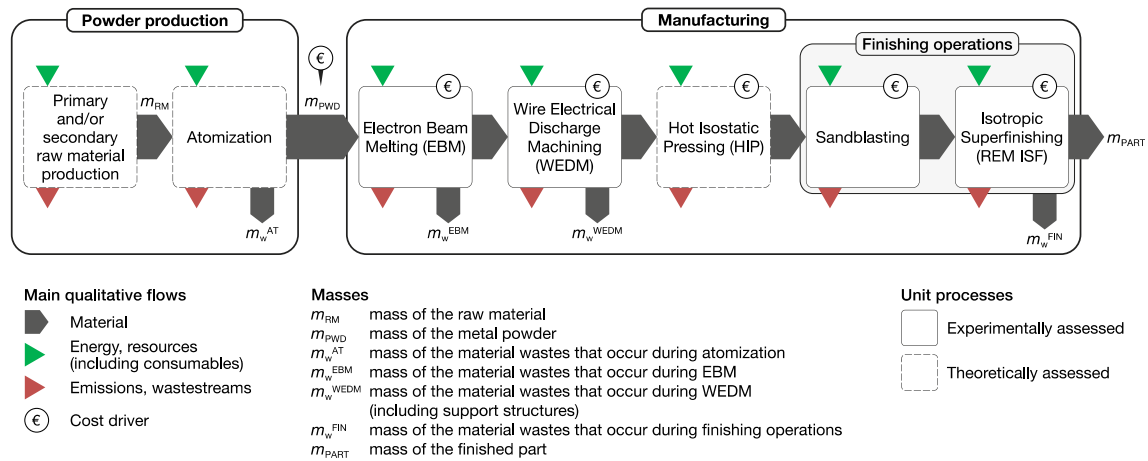 Powder production
Manufacturing
Finishing operations
€
Primary
and/or
secondary
raw material
production
m_RM
Atomization
m_w^AT
m_PWD
€
Electron Beam
Melting (EBM)
m_w^EBM
€
Wire Electrical
Discharge
Machining
(WEDM)
m_w^WEDM
€
Hot Isostatic
Pressing (HIP)
€
Sandblasting
€
Isotropic
Superfinishing
(REM ISF)
m_w^FIN
m_PART
Main qualitative flows
Material
Energy, resources
(including consumables)
Emissions, wastestreams
€ Cost driver
Masses
m_RM mass of the raw material
m_PWD mass of the metal powder
m_w^AT mass of the material wastes that occur during atomization
m_w^EBM mass of the material wastes that occur during EBM
m_w^WEDM mass of the material wastes that occur during WEDM
(including support structures)
m_w^FIN mass of the material wastes that occur during finishing operations
m_PART mass of the finished part
Unit processes
Experimentally assessed
Theoretically assessed